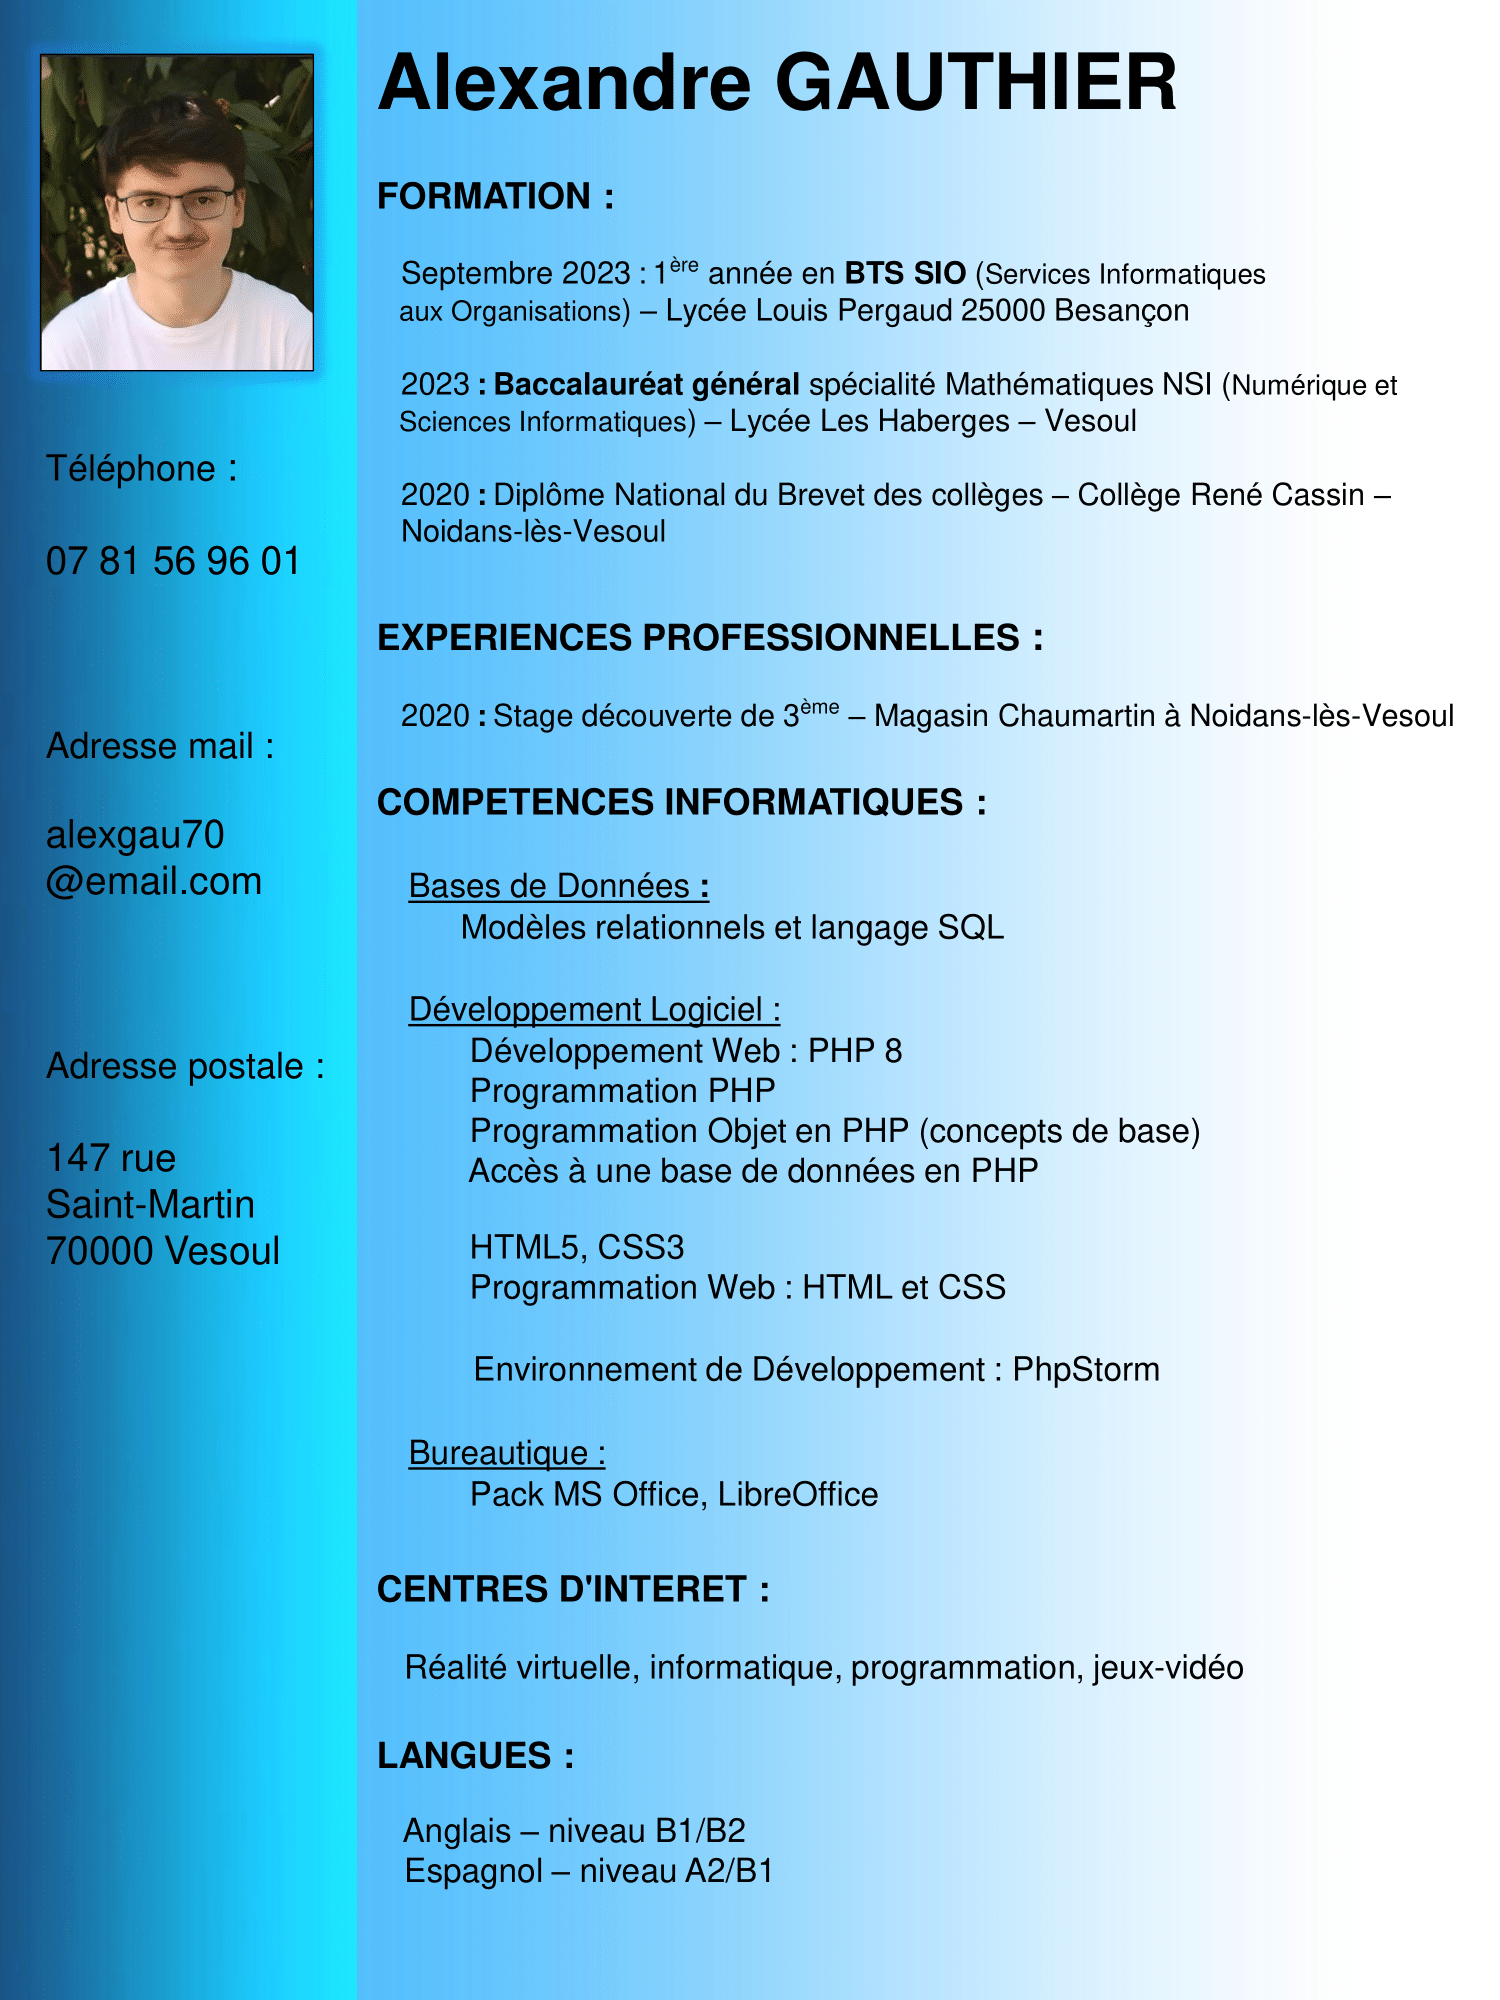 Alexandre GAUTHIER
Téléphone :
07 81 56 96 01
Adresse mail :
alexgau70
@email.com
Adresse postale :
147 rue
Saint-Martin
70000 Vesoul
FORMATION :
Septembre 2023 : 1ère année en BTS SIO (Services Informatiques
aux Organisations) – Lycée Louis Pergaud 25000 Besançon
2023 : Baccalauréat général spécialité Mathématiques NSI (Numérique et
Sciences Informatiques) – Lycée Les Haberges – Vesoul
2020 : Diplôme National du Brevet des collèges – Collège René Cassin –
Noidans-lès-Vesoul
EXPERIENCES PROFESSIONNELLES :
2020 : Stage découverte de 3ème – Magasin Chaumartin à Noidans-lès-Vesoul
COMPETENCES INFORMATIQUES :
Bases de Données :
Modèles relationnels et langage SQL
Développement Logiciel :
Développement Web : PHP 8
Programmation PHP
Programmation Objet en PHP (concepts de base)
Accès à une base de données en PHP
HTML5, CSS3
Programmation Web : HTML et CSS
Environnement de Développement : PhpStorm
Bureautique :
Pack MS Office, LibreOffice
CENTRES D'INTERET :
Réalité virtuelle, informatique, programmation, jeux-vidéo
LANGUES :
Anglais – niveau B1/B2
Espagnol – niveau A2/B1